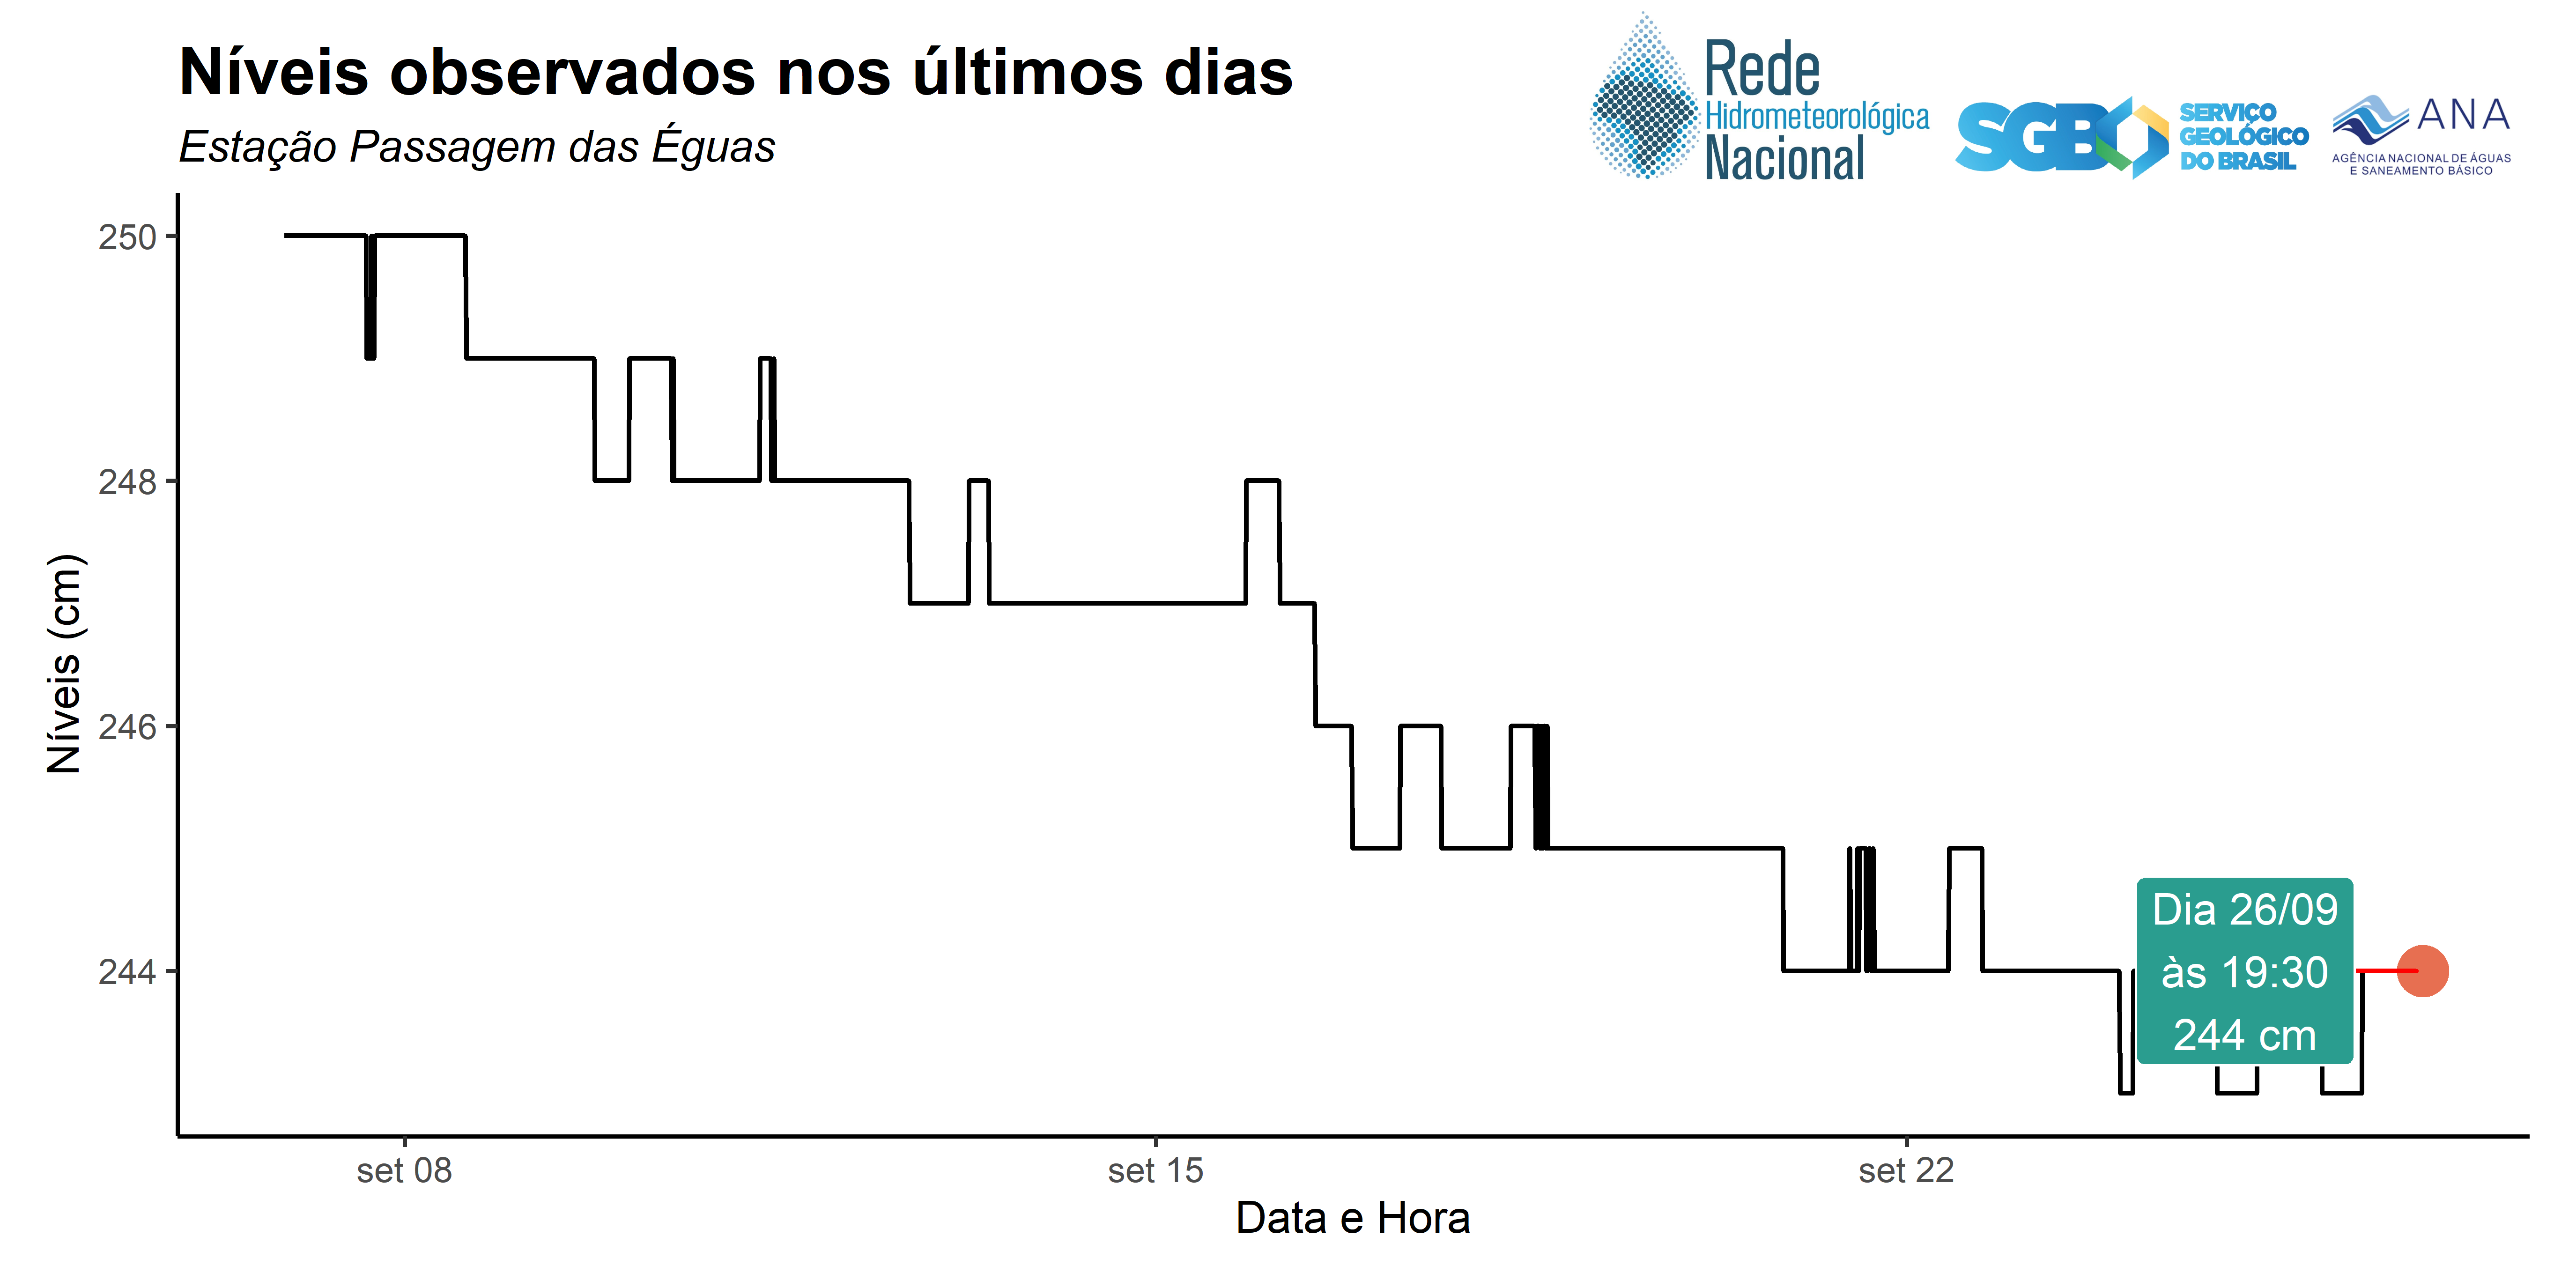 Níveis observados nos últimos dias
Estação Passagem das Éguas
Rede
Hidrometeorológica
Nacional
SGB
SERVIÇO
GEOLÓGICO
DO BRASIL
ANA
AGÊNCIA NACIONAL DE ÁGUAS
E SANEAMENTO BÁSICO
Níveis (cm)
250
248
246
244
Dia 26/09
às 19:30
244 cm
set 08
set 15
set 22
Data e Hora